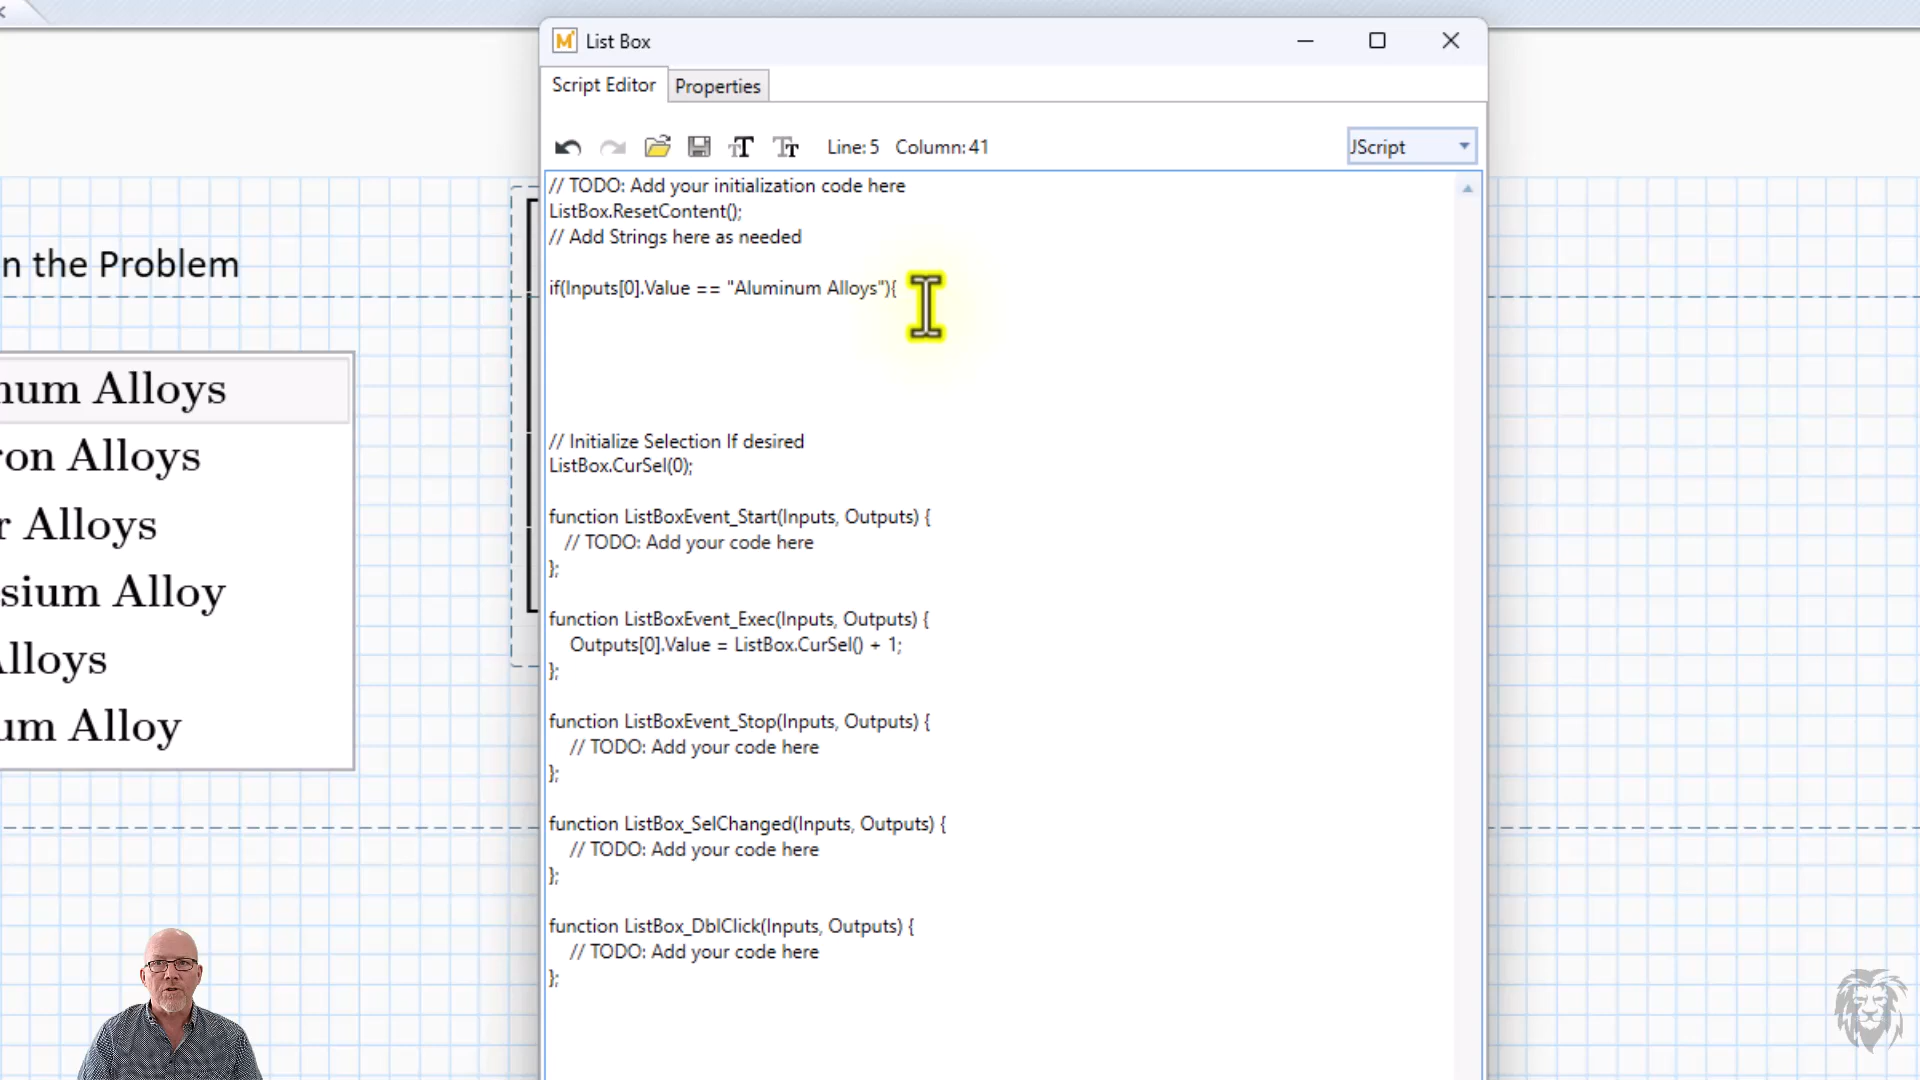 List Box
Script Editor
Properties
Line: 5 Column: 41
JScript
// TODO: Add your initialization code here
ListBox.ResetContent();
// Add Strings here as needed
if(Inputs[0].Value == "Aluminum Alloys"){
// Initialize Selection If desired
ListBox.CurSel(0);
function ListBoxEvent_Start(Inputs, Outputs) {
// TODO: Add your code here
};
function ListBoxEvent_Exec(Inputs, Outputs) {
Outputs[0].Value = ListBox.CurSel() + 1;
};
function ListBoxEvent_Stop(Inputs, Outputs) {
// TODO: Add your code here
};
function ListBox_SelChanged(Inputs, Outputs) {
// TODO: Add your code here
};
function ListBox_DblClick(Inputs, Outputs) {
// TODO: Add your code here
};
n the Problem
num Alloys
ron Alloys
r Alloys
sium Alloy
lloys
um Alloy